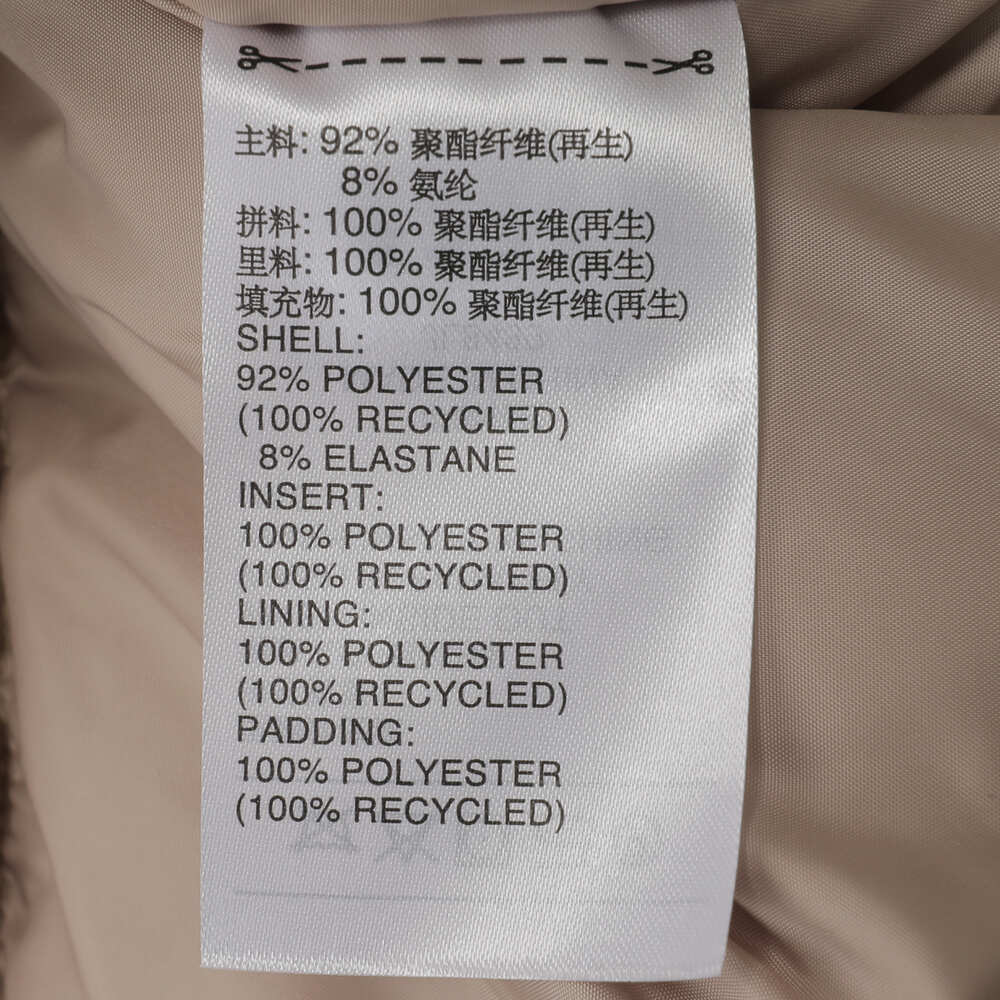 主料: 92% 聚酯纤维(再生)
8% 氨纶
拼料: 100% 聚酯纤维(再生)
里料: 100% 聚酯纤维(再生)
填充物: 100% 聚酯纤维(再生)
SHELL:
92% POLYESTER
(100% RECYCLED)
8% ELASTANE
INSERT:
100% POLYESTER
(100% RECYCLED)
LINING:
100% POLYESTER
(100% RECYCLED)
PADDING:
100% POLYESTER
(100% RECYCLED)